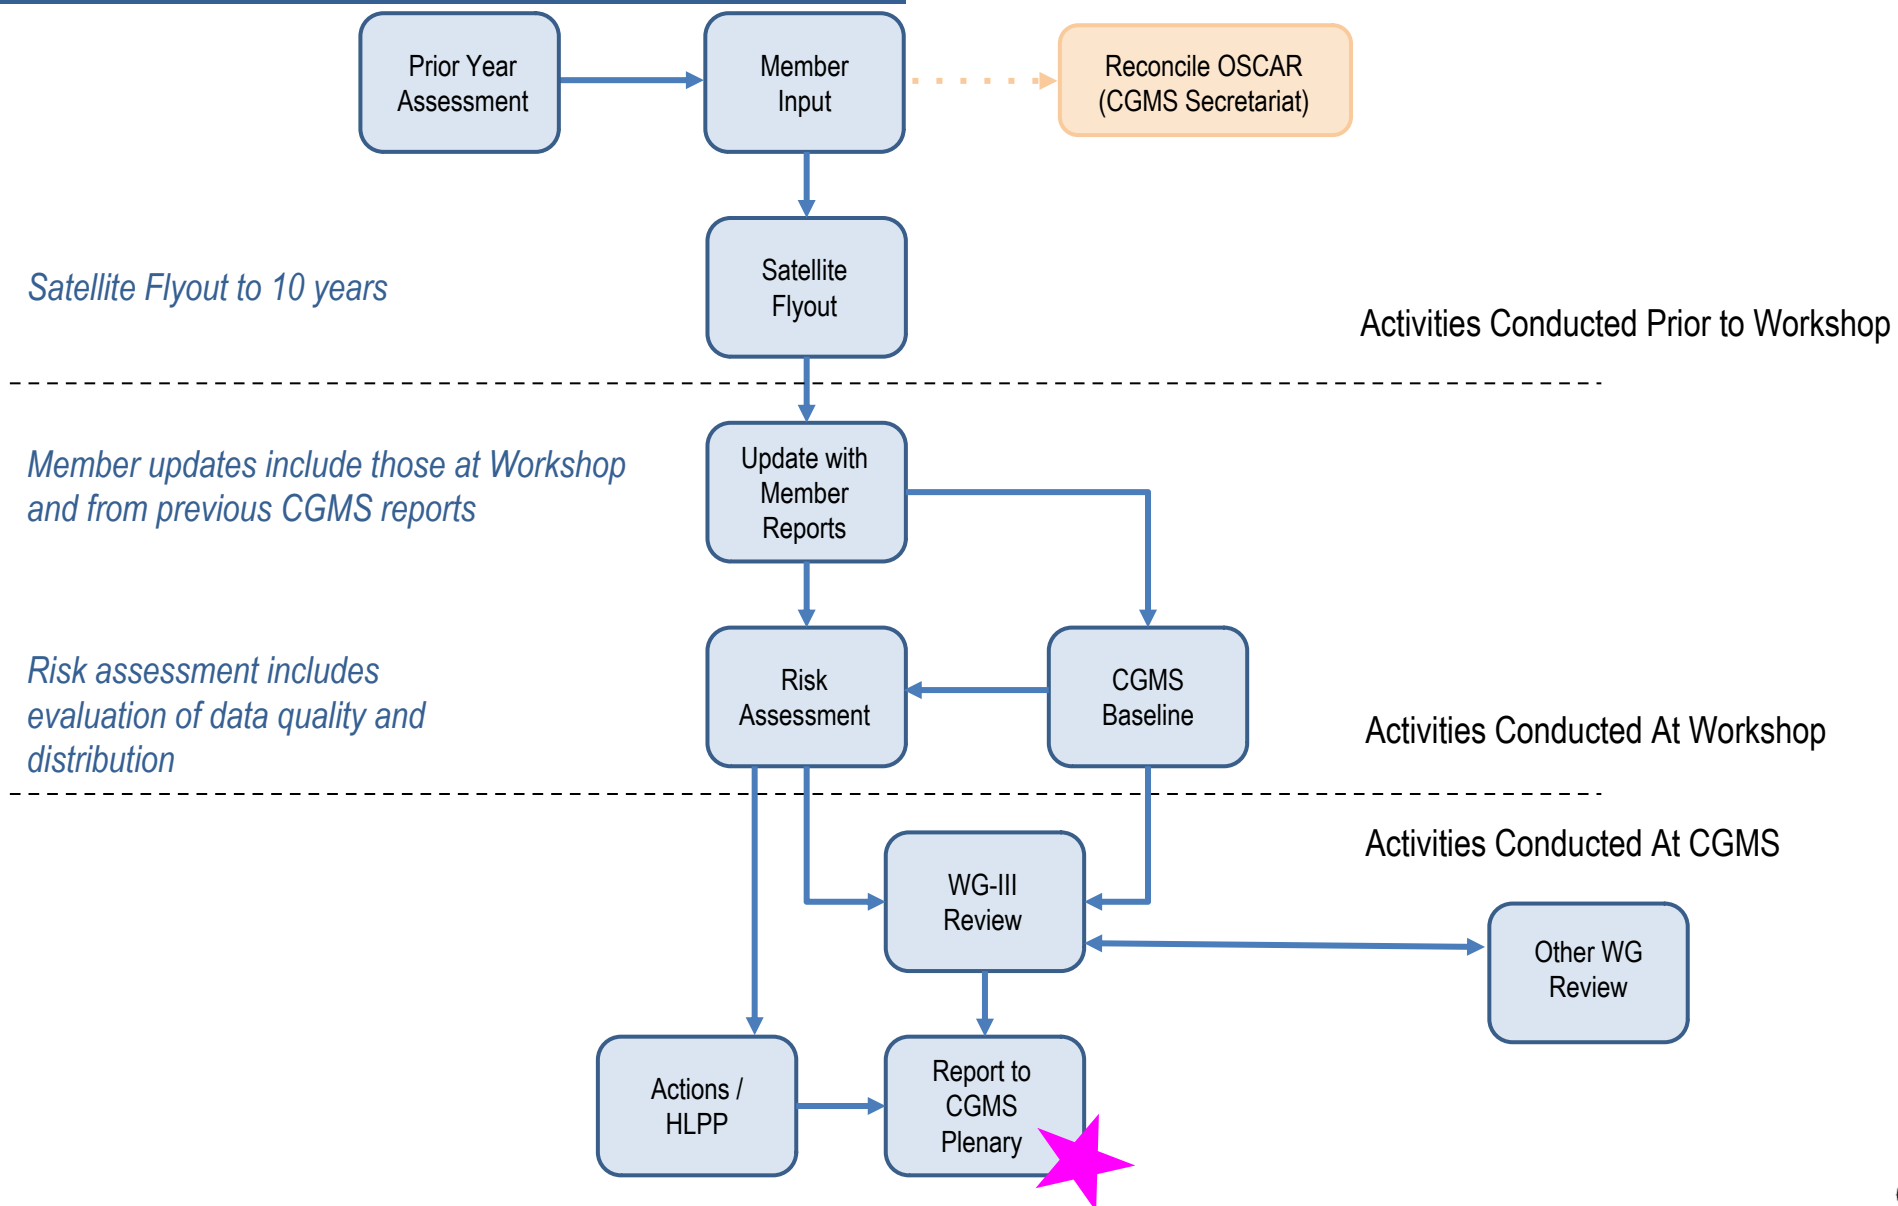 Prior Year
Assessment
Member
Input
Reconcile OSCAR
(CGMS Secretariat)
Satellite
Flyout
Satellite Flyout to 10 years
Activities Conducted Prior to Workshop
Member updates include those at Workshop
and from previous CGMS reports
Update with
Member
Reports
Risk assessment includes
evaluation of data quality and
distribution
Risk
Assessment
CGMS
Baseline
Activities Conducted At Workshop
Activities Conducted At CGMS
WG-III
Review
Other WG
Review
Actions /
HLPP
Report to
CGMS
Plenary